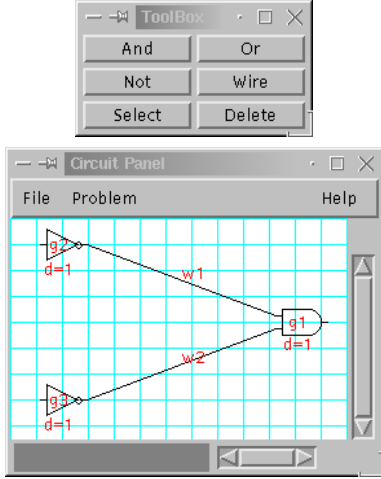 ToolBox
And Or
Not Wire
Select Delete
Circuit Panel
File Problem Help
g2
d=1
w1
g1
d=1
w2
g3
d=1